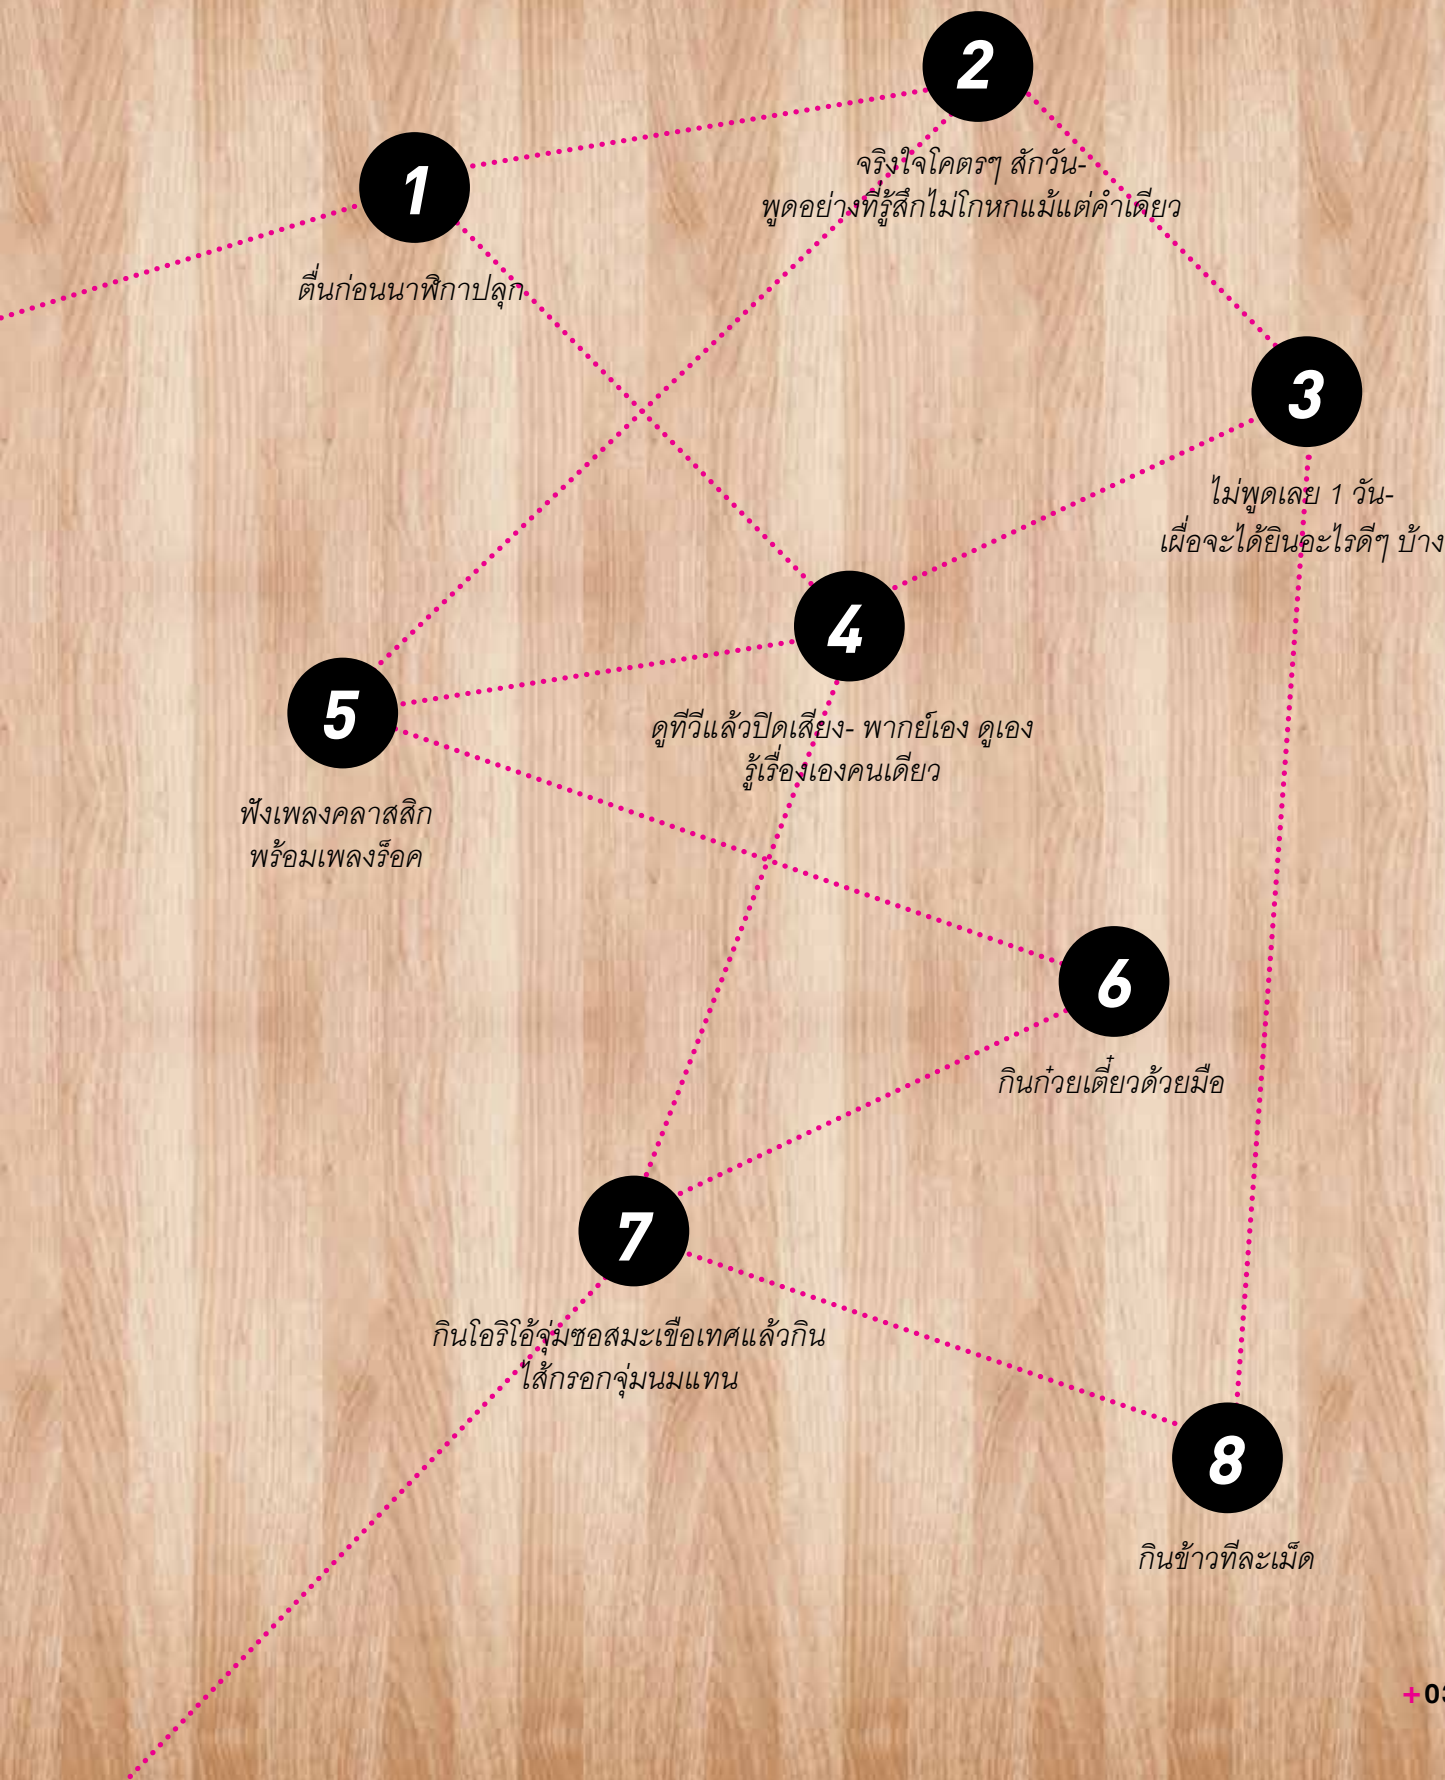 1
ตื่นก่อนนาฬิกาปลุก
2
จริงใจโคตรๆ สักวัน-
พูดอย่างที่รู้สึกไม่โกหกแม้แต่คำเดียว
3
ไม่พูดเลย 1 วัน-
เผื่อจะได้ยินอะไรดีๆ บ้าง
4
ดูทีวีแล้วปิดเสียง- พากย์เอง ดูเอง
รู้เรื่องเองคนเดียว
5
ฟังเพลงคลาสสิก
พร้อมเพลงร็อค
6
กินก๋วยเตี๋ยวด้วยมือ
7
กินโอริโอ้จุ่มซอสมะเขือเทศแล้วกิน
ไส้กรอกจุ่มนมแทน
8
กินข้าวทีละเม็ด